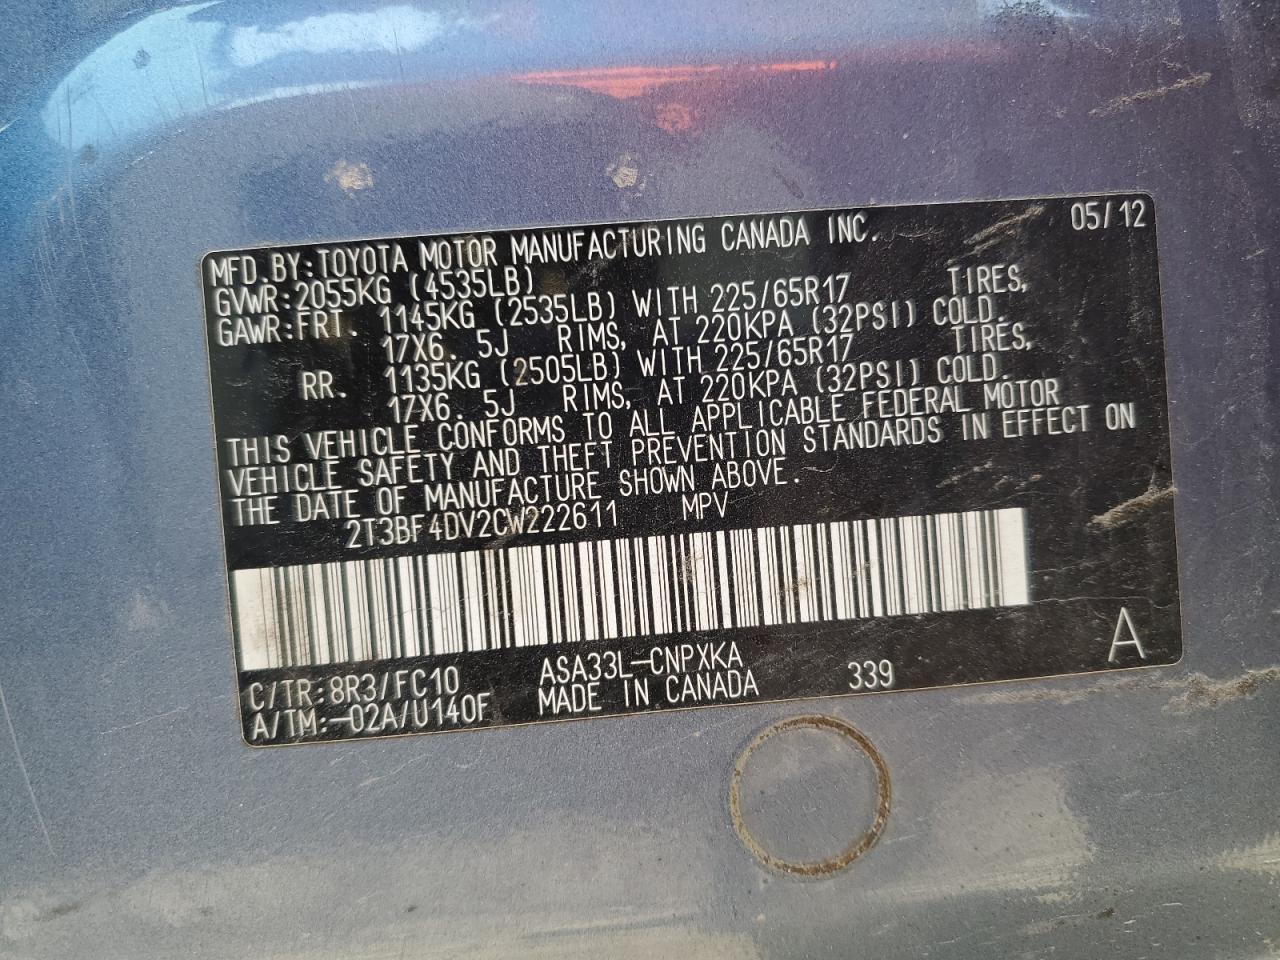 MFD.BY:TOYOTA MOTOR MANUFACTURING CANADA INC. 05/12
GVWR:2055KG (4535LB)
GAWR:FRT. 1145KG (2535LB) WITH 225/65R17 TIRES,
17X6.5J RIMS, AT 220KPA (32PSI) COLD.
RR. 1135KG (2505LB) WITH 225/65R17 TIRES,
17X6.5J RIMS, AT 220KPA (32PSI) COLD.
THIS VEHICLE CONFORMS TO ALL APPLICABLE FEDERAL MOTOR
VEHICLE SAFETY AND THEFT PREVENTION STANDARDS IN EFFECT ON
THE DATE OF MANUFACTURE SHOWN ABOVE.
2T3BF4DV2CW222611 MPV
C/TR:8R3/FC10 ASA33L-CNPXKA 339 A
A/TM:-02A/U140F MADE IN CANADA